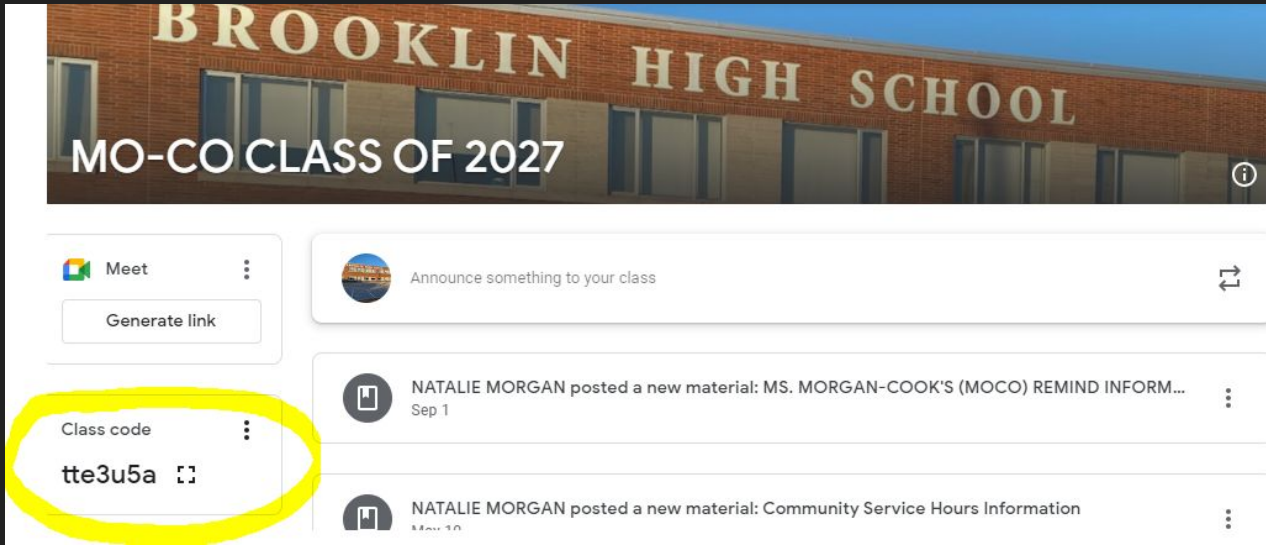 BROOKLIN HIGH SCHOOL
MO-CO CLASS OF 2027
Meet
Generate link
Class code
tte3u5a
Announce something to your class
NATALIE MORGAN posted a new material: MS. MORGAN-COOK'S (MOCO) REMIND INFORM...
Sep 1
NATALIE MORGAN posted a new material: Community Service Hours Information